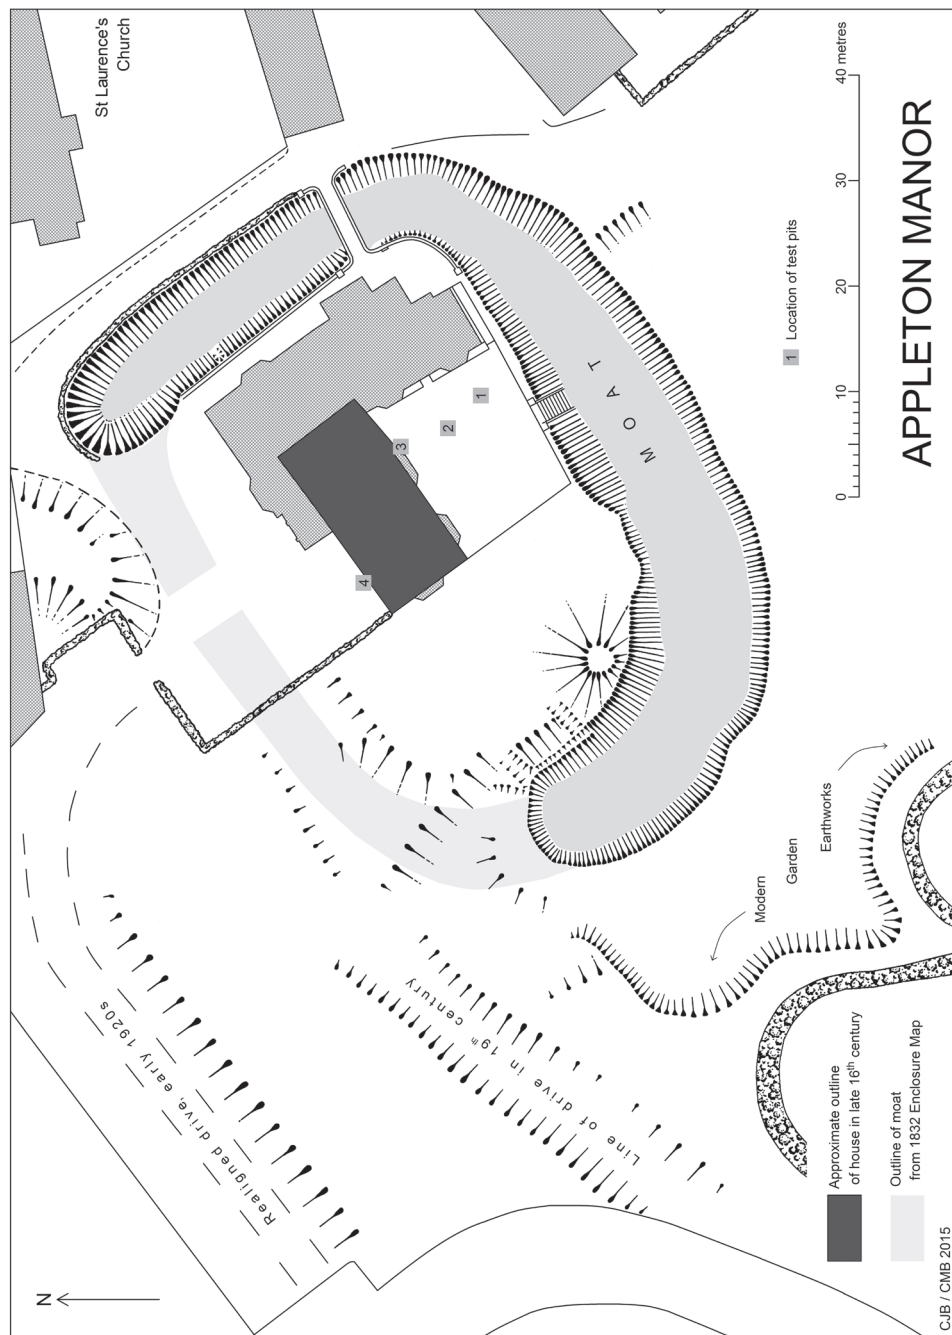 St Laurence's
Church
N
Realigned drive, early 1920s
Line of drive in 19th century
MOAT
1
2
3
4
Modern
Garden
Earthworks
1 Location of test pits
0
10
20
30
40 metres
APPLETON MANOR
Approximate outline
of house in late 16th century
Outline of moat
from 1832 Enclosure Map
CJB / CMB 2015